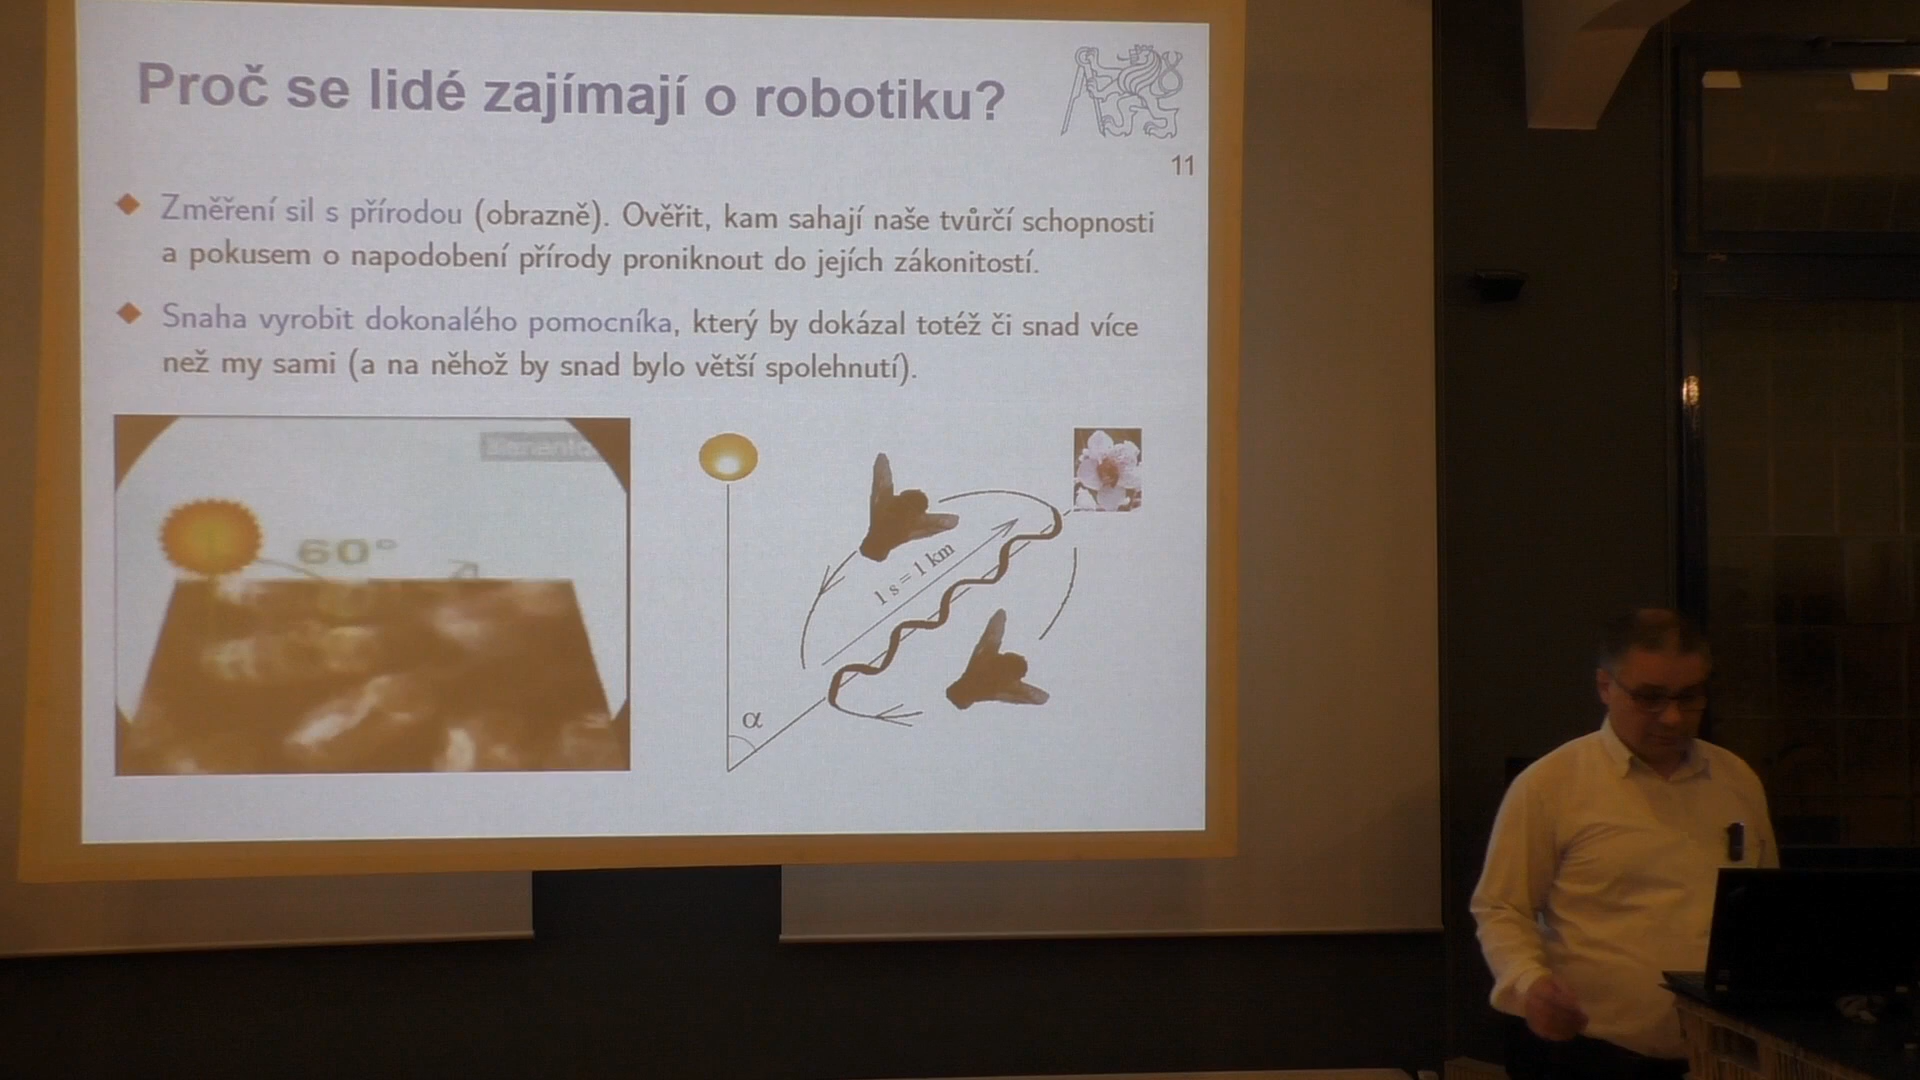 Proč se lidé zajímají o robotiku?
11
Změření sil s přírodou (obrazně). Ověřit, kam sahají naše tvůrčí schopnosti
a pokusem o napodobení přírody proniknout do jejích zákonitostí.
Snaha vyrobit dokonalého pomocníka, který by dokázal totéž či snad více
než my sami (a na něhož by snad bylo větší spolehnutí).
60°
1 s = 1 km
α